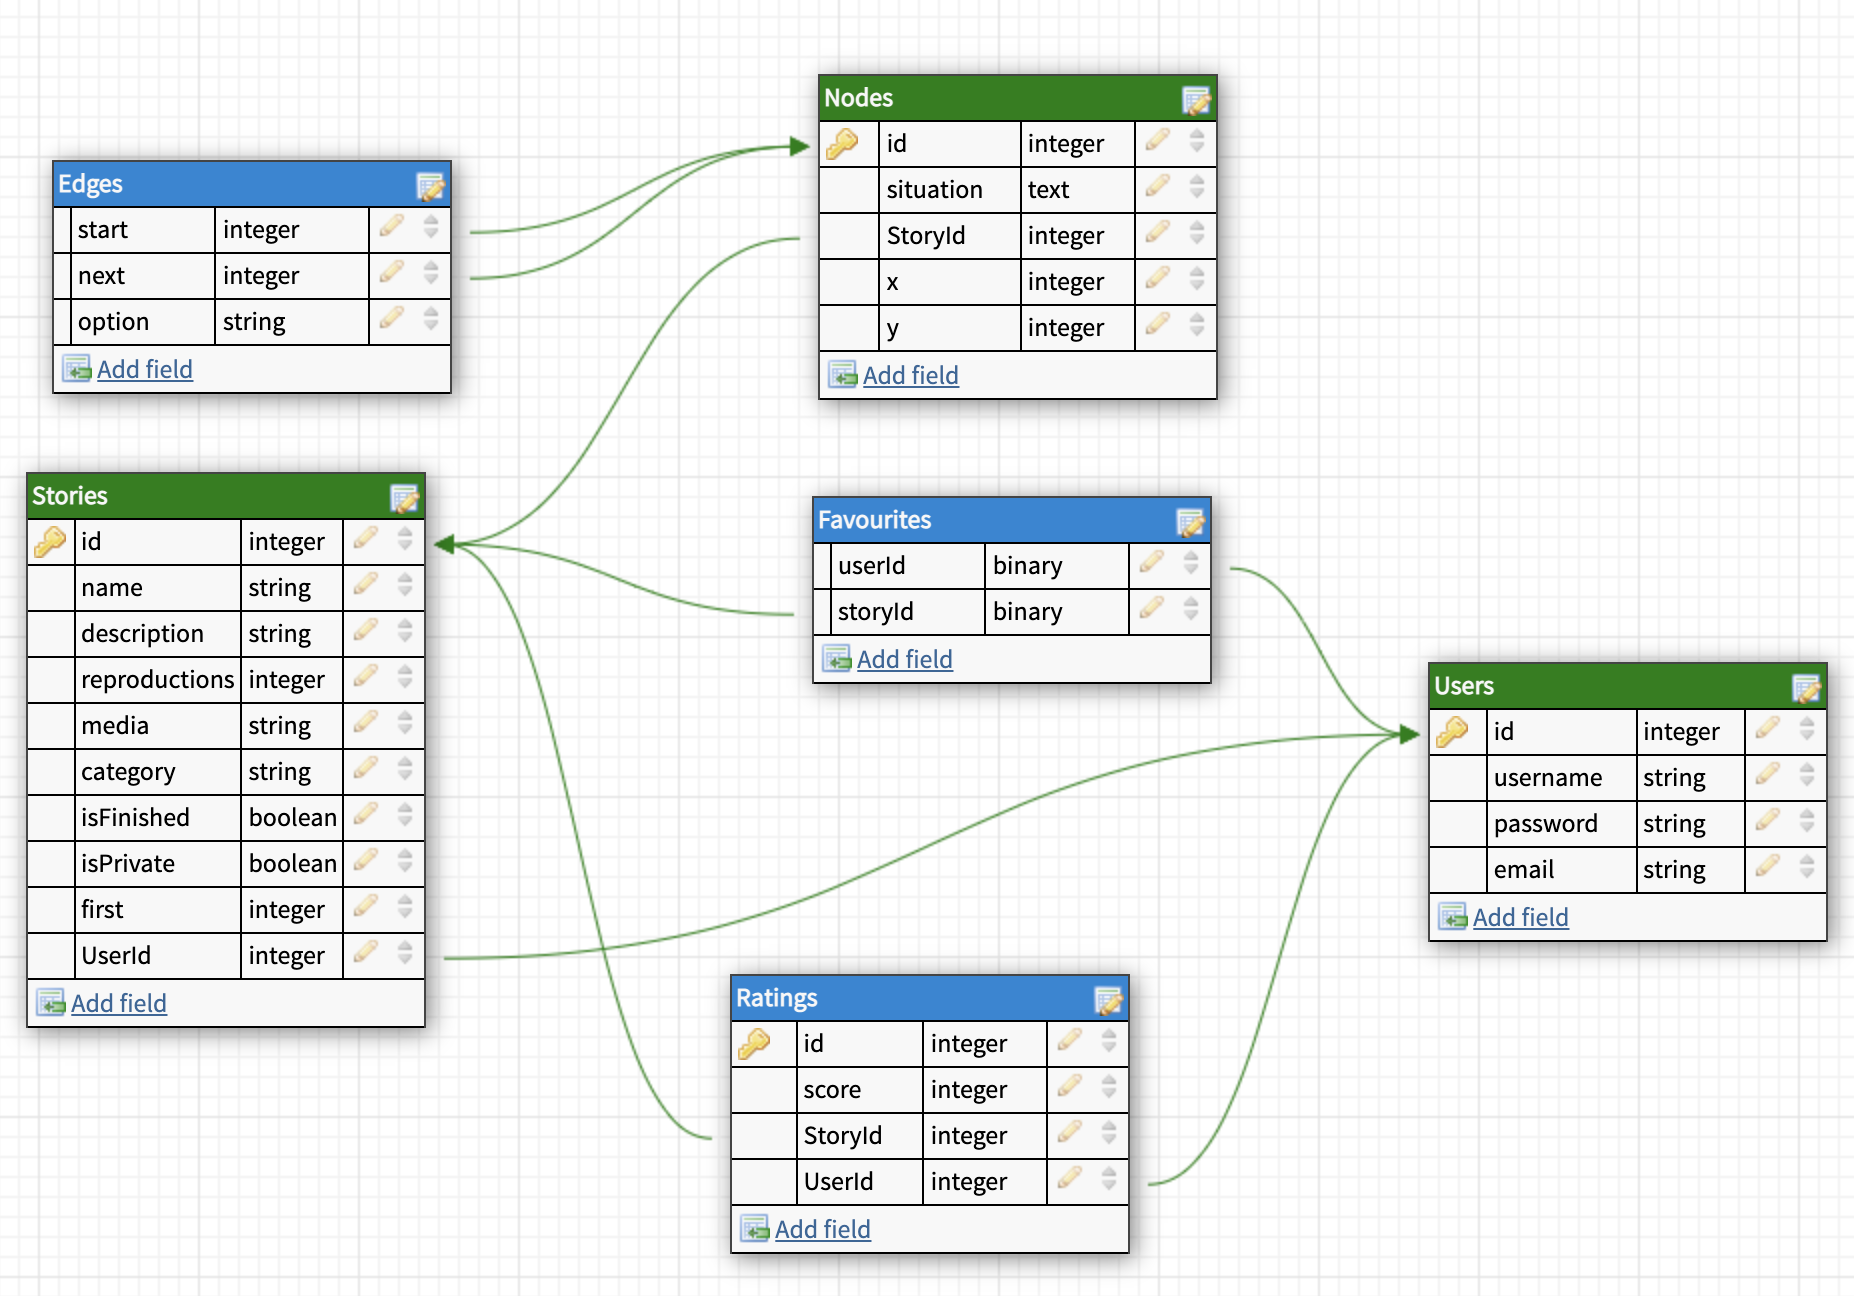 Nodes
id integer
situation text
StoryId integer
x integer
y integer
Add field
Edges
start integer
next integer
option string
Add field
Stories
id integer
name string
description string
reproductions integer
media string
category string
isFinished boolean
isPrivate boolean
first integer
UserId integer
Add field
Favourites
userId binary
storyId binary
Add field
Users
id integer
username string
password string
email string
Add field
Ratings
id integer
score integer
StoryId integer
UserId integer
Add field